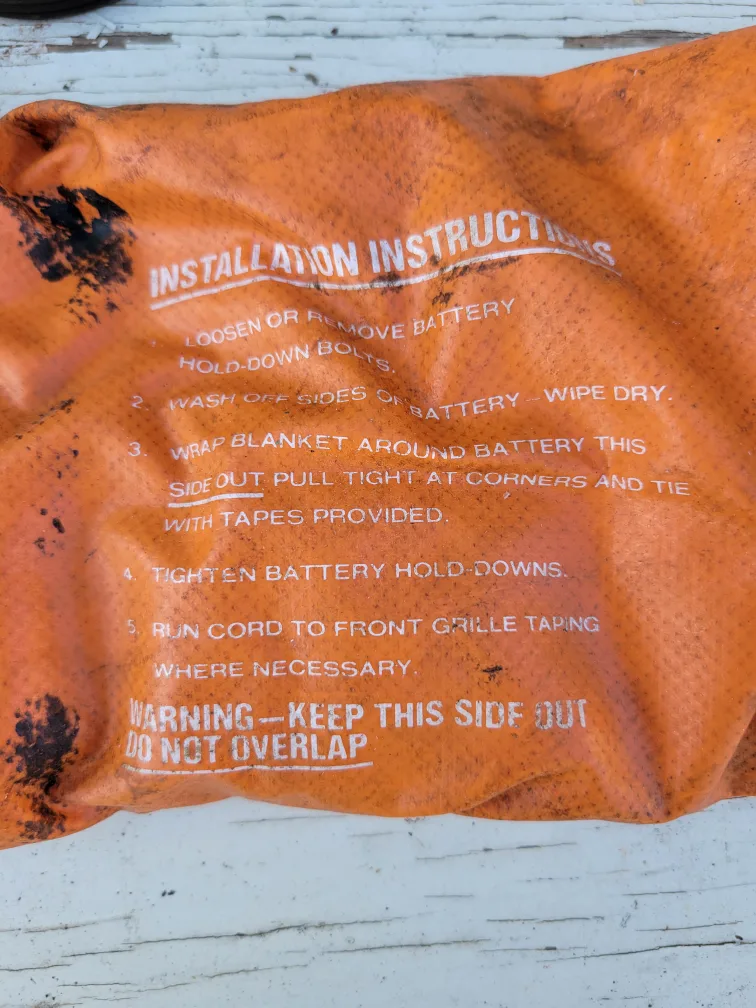 INSTALLATION INSTRUCTIONS
1. LOOSEN OR REMOVE BATTERY
HOLD-DOWN BOLTS.
2. WASH OFF SIDES OF BATTERY - WIPE DRY.
3. WRAP BLANKET AROUND BATTERY THIS
SIDE OUT PULL TIGHT AT CORNERS AND TIE
WITH TAPES PROVIDED.
4. TIGHTEN BATTERY HOLD-DOWNS.
5. RUN CORD TO FRONT GRILLE TAPING
WHERE NECESSARY.
WARNING—KEEP THIS SIDE OUT
DO NOT OVERLAP